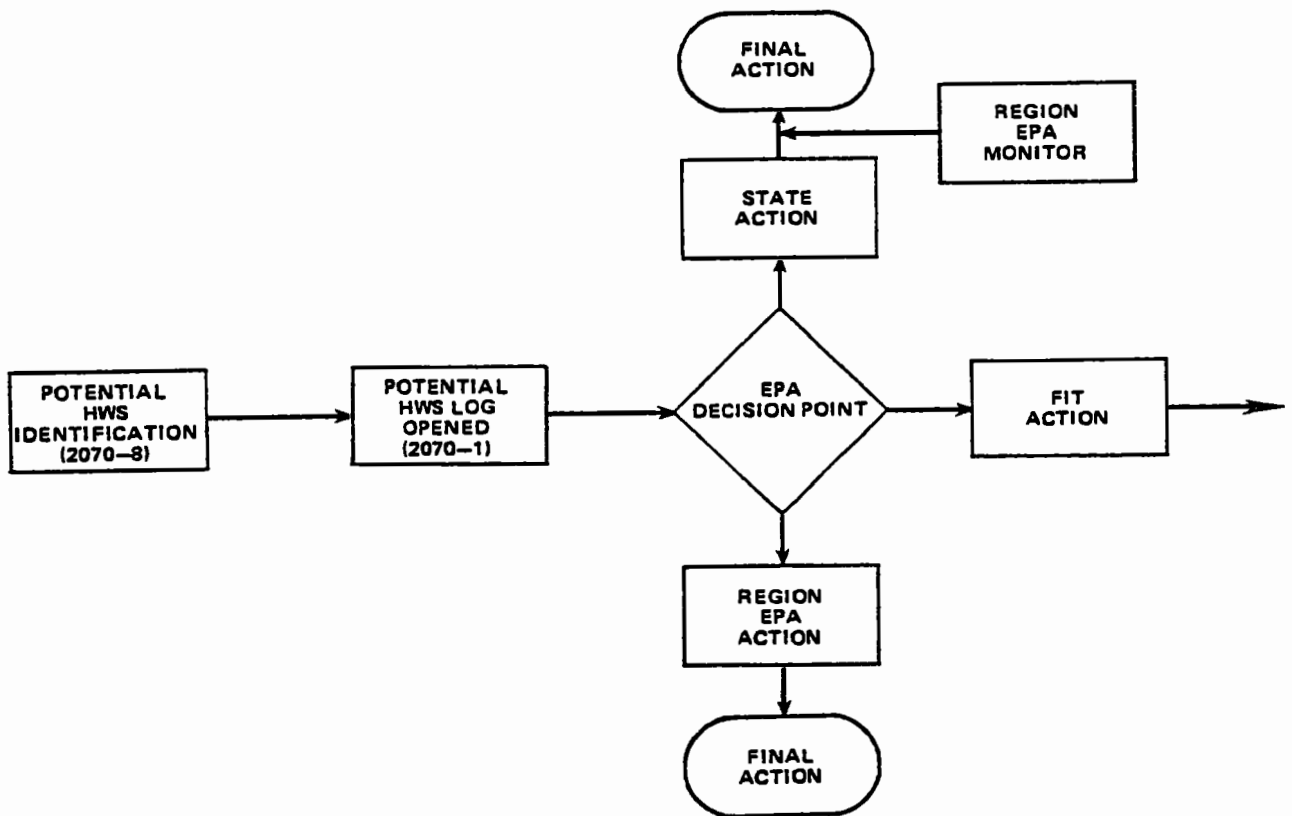 FINAL
ACTION
REGION
EPA
MONITOR
STATE
ACTION
POTENTIAL
HWS
IDENTIFICATION
(2070—8)
POTENTIAL
HWS LOG
OPENED
(2070—1)
EPA
DECISION POINT
FIT
ACTION
REGION
EPA
ACTION
FINAL
ACTION